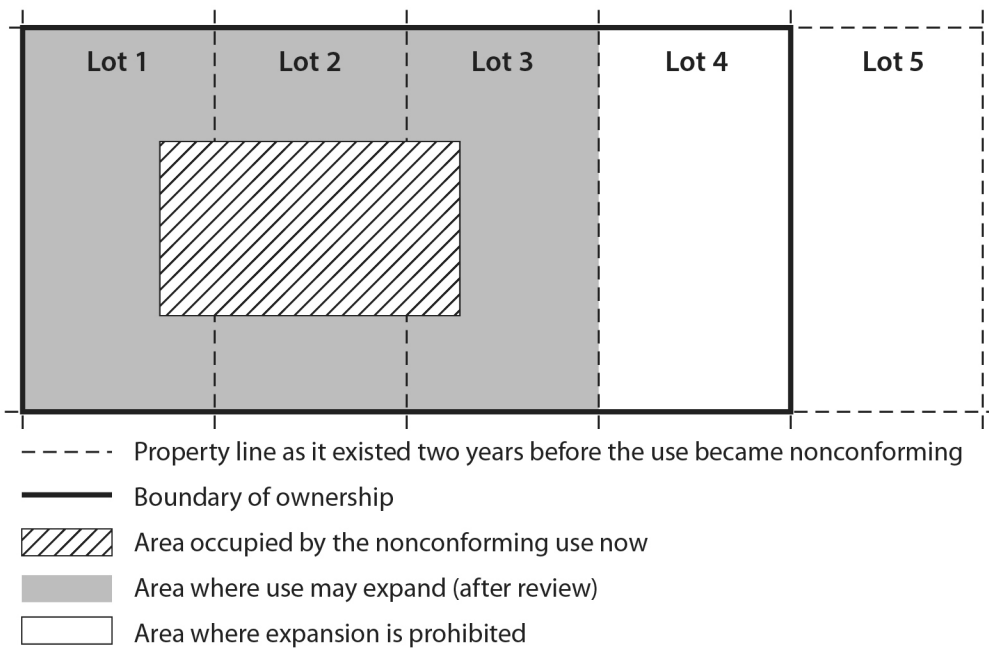 Lot 1 Lot 2 Lot 3 Lot 4 Lot 5
Property line as it existed two years before the use became nonconforming
Boundary of ownership
Area occupied by the nonconforming use now
Area where use may expand (after review)
Area where expansion is prohibited